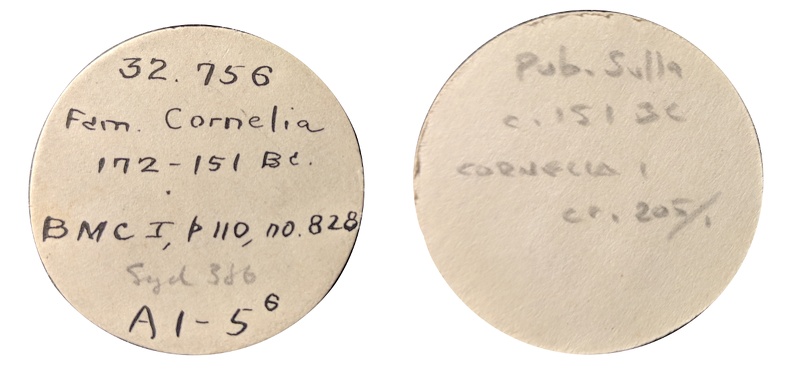 32. 756
Fam. Cornelia
172-151 BC.
BMC I, p 110, no. 828
Syd 386
A1-5⁶
Pub. Sulla
c. 151 BC
CORNELIA 1
cr. 205/1